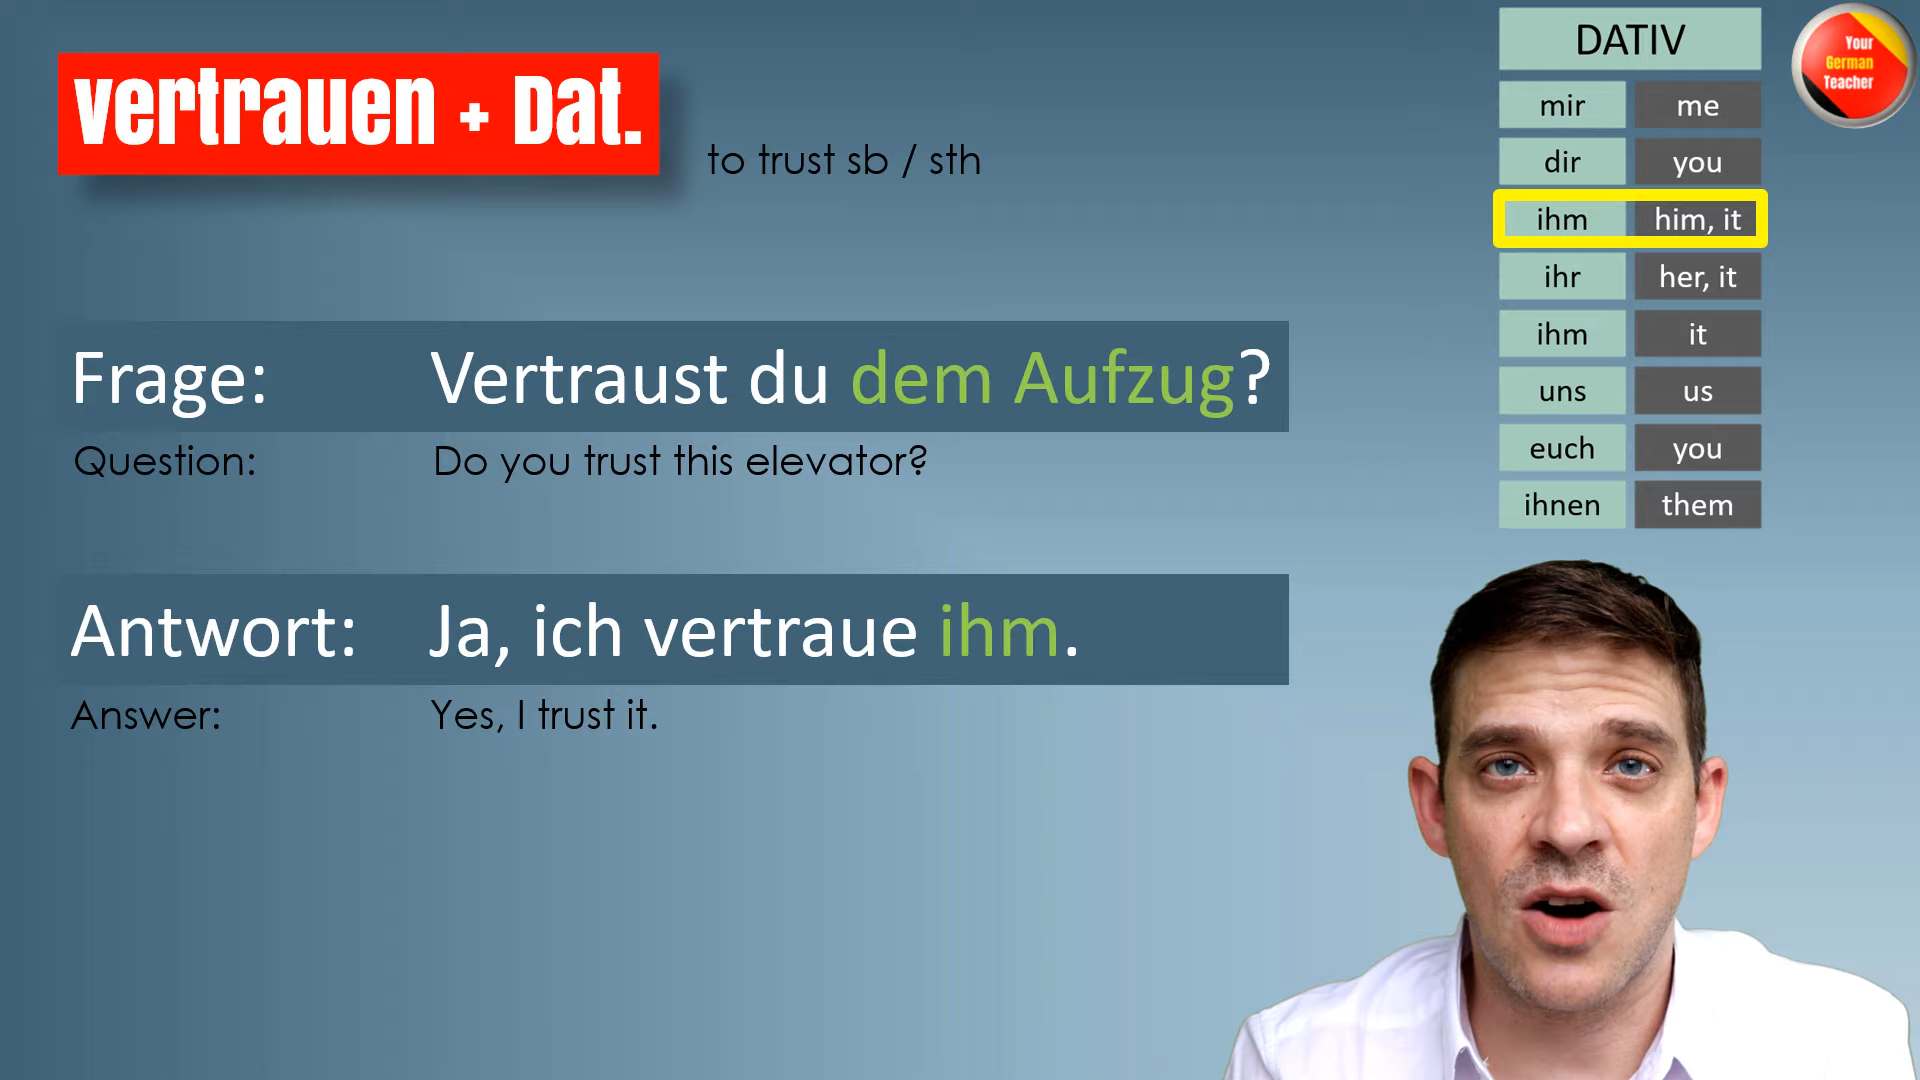 vertrauen + Dat.
to trust sb / sth
Frage: Vertraust du dem Aufzug?
Question: Do you trust this elevator?
Antwort: Ja, ich vertraue ihm.
Answer: Yes, I trust it.
DATIV
mir me
dir you
ihm him, it
ihr her, it
ihm it
uns us
euch you
ihnen them
Your
German
Teacher